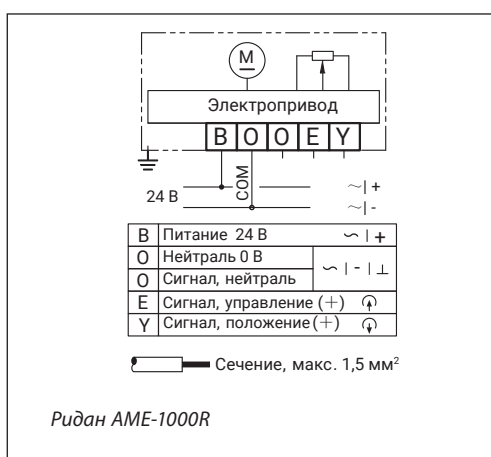 M
Электропривод
B O O E Y
24 В
COM
~| +
~| -
B Питание 24 В ∽ | +
O Нейтраль 0 В
∽ | - | ⊥
O Сигнал, нейтраль
E Сигнал, управление (+)
Y Сигнал, положение (+)
Сечение, макс. 1,5 мм²
Ридан AME-1000R